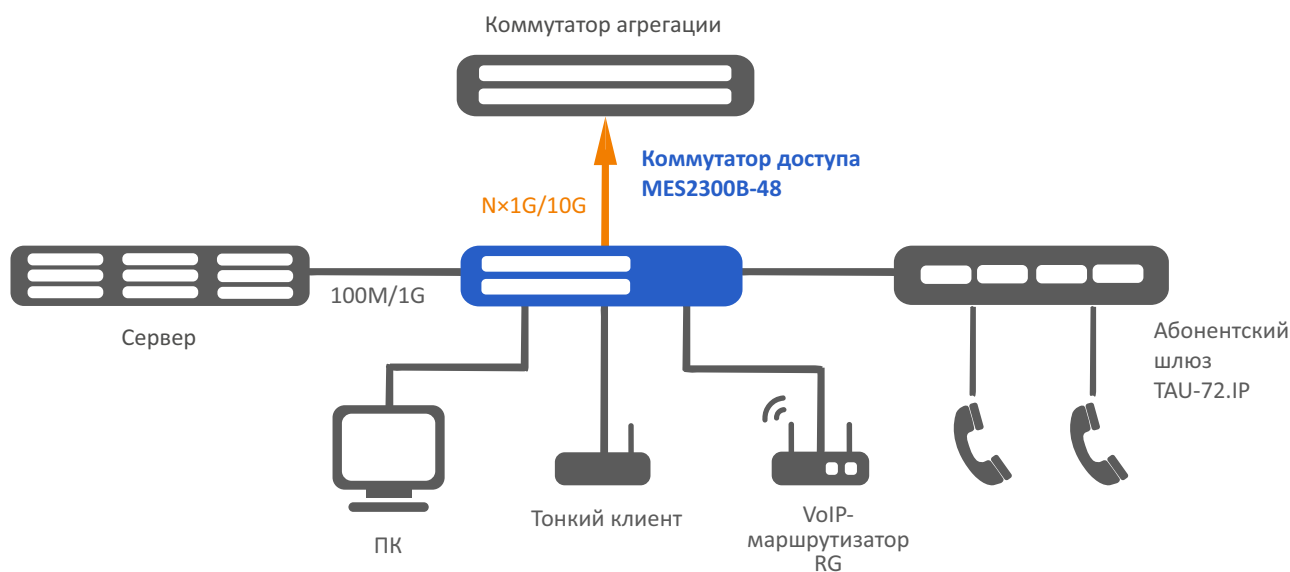 Коммутатор агрегации
Коммутатор доступа
MES2300B-48
N×1G/10G
100M/1G
Сервер
Абонентский
шлюз
TAU-72.IP
ПК
Тонкий клиент
VoIP-
маршрутизатор
RG